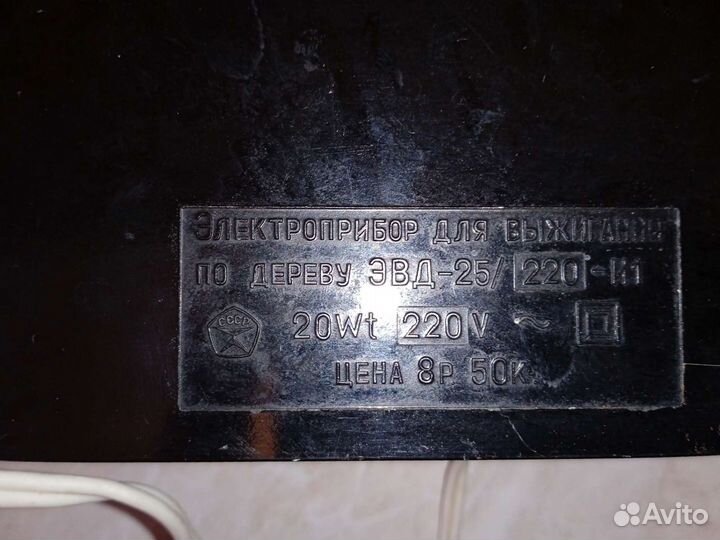 ЭЛЕКТРОПРИБОР ДЛЯ ВЫЖИГАНИЯ
ПО ДЕРЕВУ ЭВД-25/220-И1
СССР 20Wt 220V ~
ЦЕНА 8Р 50К.
Avito